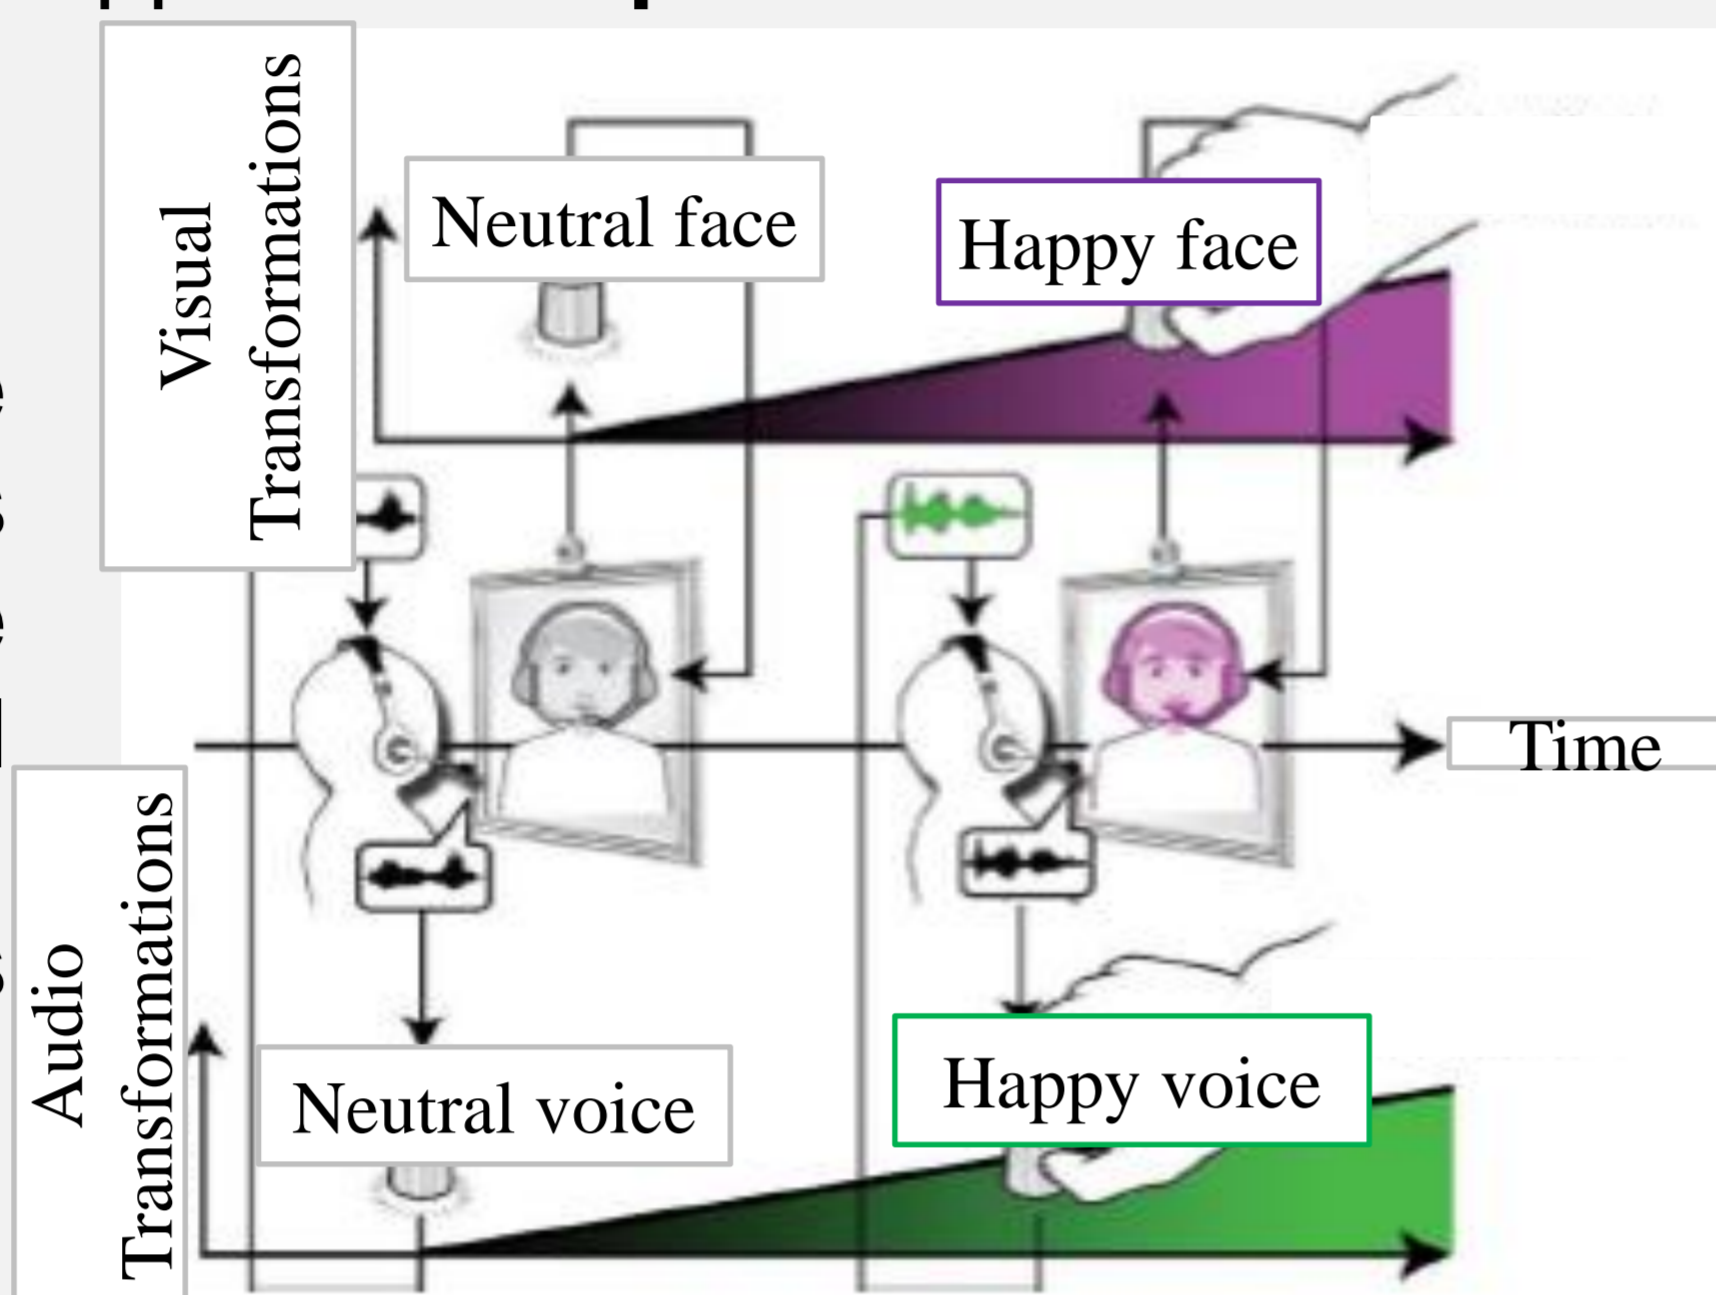 Visual
Transformations
Neutral face
Happy face
Time
Audio
Transformations
Neutral voice
Happy voice